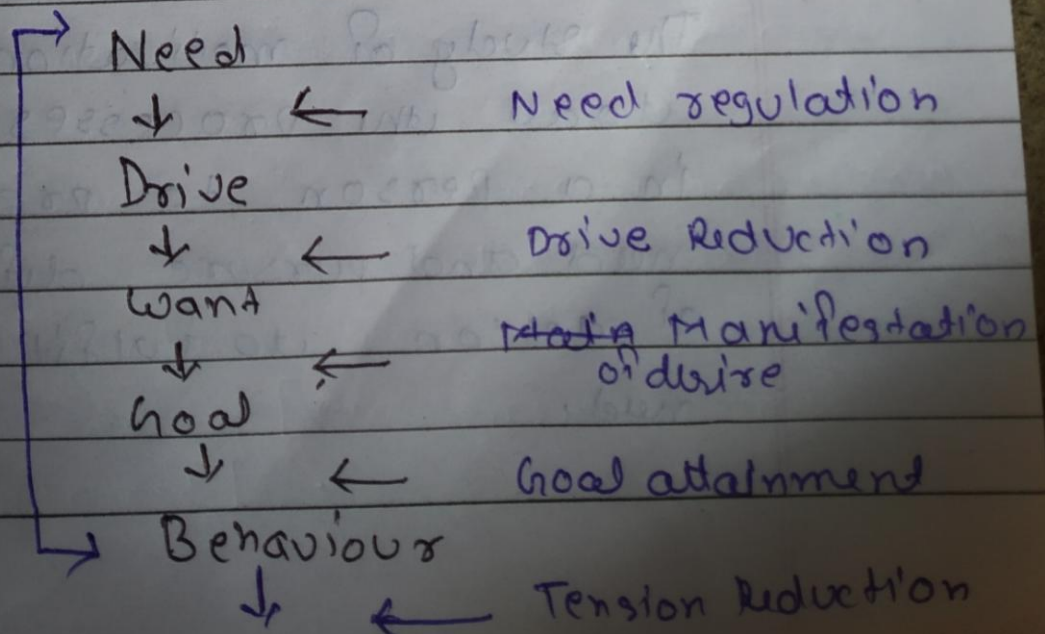 Need
↓ ← Need regulation
Drive
↓ ← Drive Reduction
Want
↓ ← Manifestation
of desire
Goal
↓ ← Goal attainment
Behaviour
↓ ← Tension Reduction